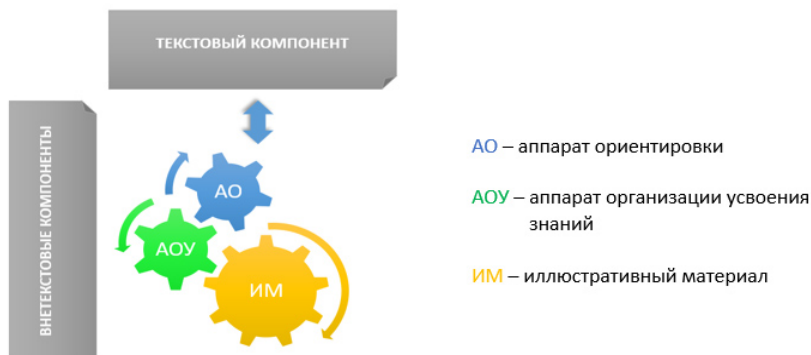 ТЕКСТОВЫЙ КОМПОНЕНТ
ВНЕТЕКСТОВЫЕ КОМПОНЕНТЫ
АО
АОУ
ИМ
АО – аппарат ориентировки
АОУ – аппарат организации усвоения
знаний
ИМ – иллюстративный материал